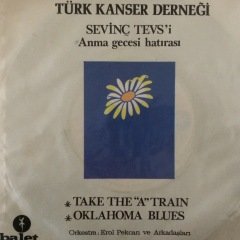 TÜRK KANSER DERNEĞİ
SEVİNÇ TEVS'i
Anma gecesi hatırası
* TAKE THE "A" TRAIN
* OKLAHOMA BLUES
balet
Orkestra: Erol Pekcan ve Arkadaşları